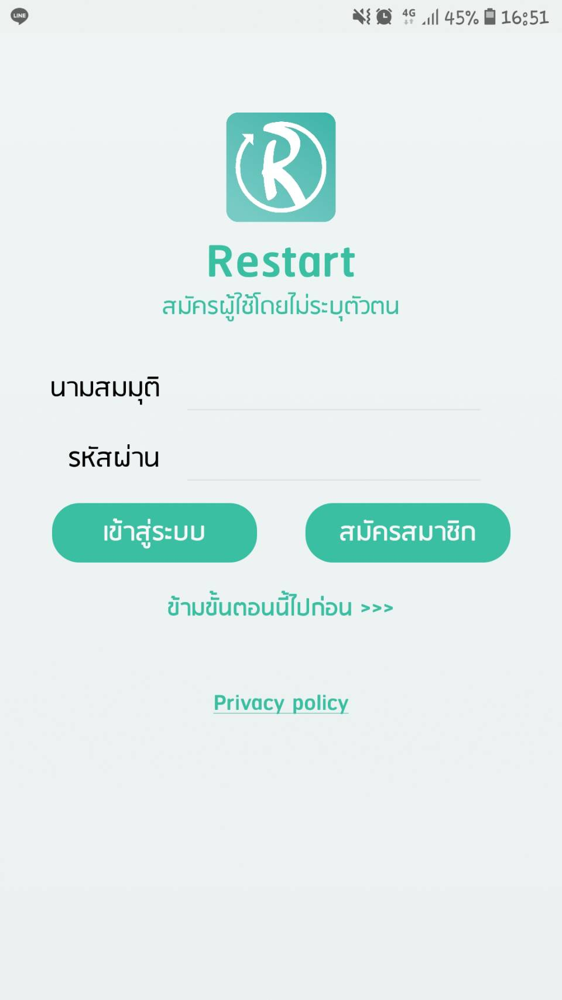 LINE
4G 45% 16:51
R
Restart
สมัครผู้ใช้โดยไม่ระบุตัวตน
นามสมมุติ
รหัสผ่าน
เข้าสู่ระบบ สมัครสมาชิก
ข้ามขั้นตอนนี้ไปก่อน >>>
Privacy policy